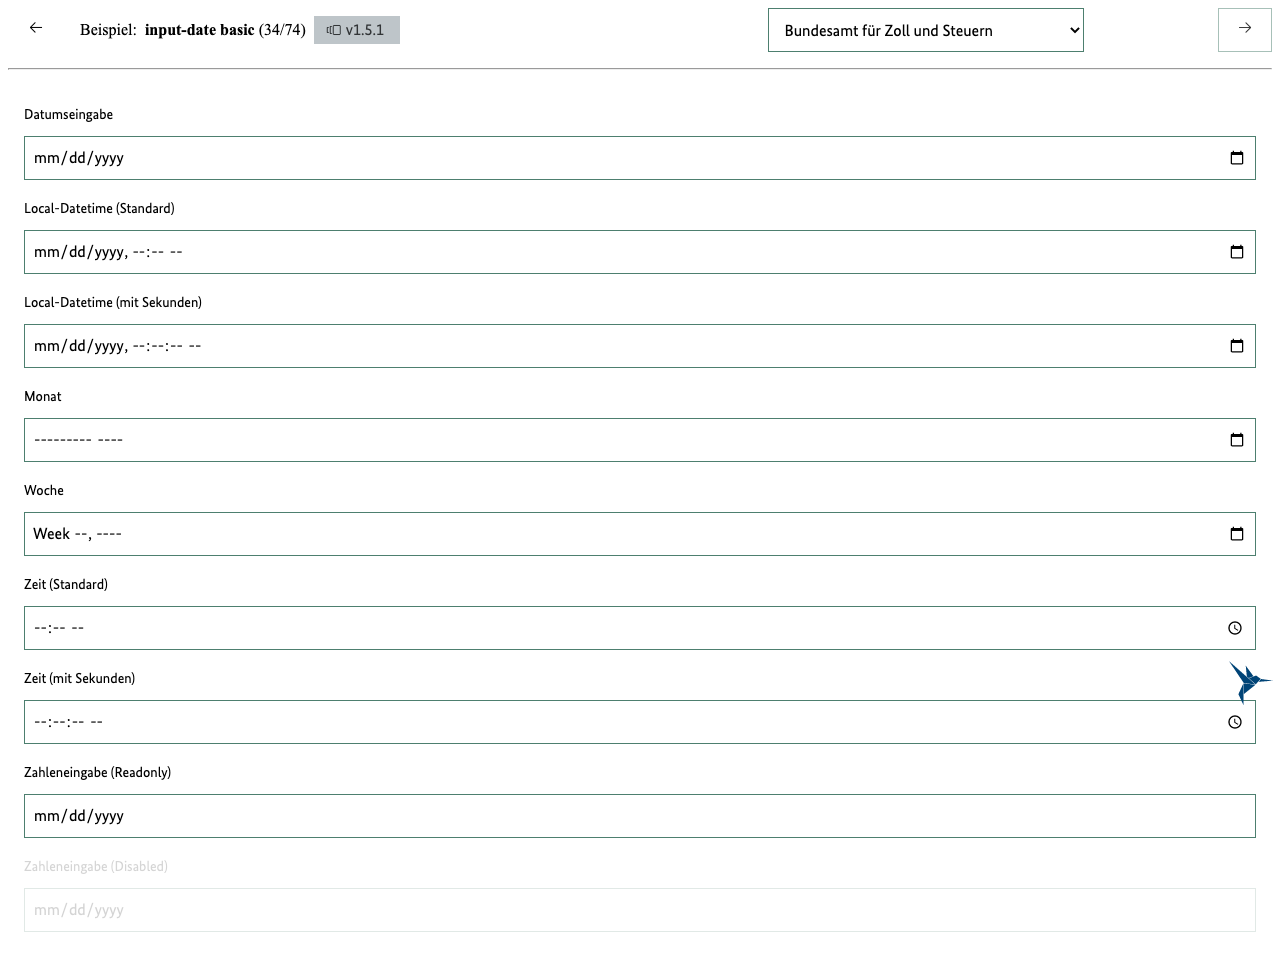 Beispiel: input-date basic (34/74) v1.5.1 Bundesamt für Zoll und Steuern
Datumseingabe
mm/dd/yyyy
Local-Datetime (Standard)
mm/dd/yyyy, --:-- --
Local-Datetime (mit Sekunden)
mm/dd/yyyy, --:--:-- --
Monat
--------- ----
Woche
Week --, ----
Zeit (Standard)
--:-- --
Zeit (mit Sekunden)
--:--:-- --
Zahleneingabe (Readonly)
mm/dd/yyyy
Zahleneingabe (Disabled)
mm/dd/yyyy